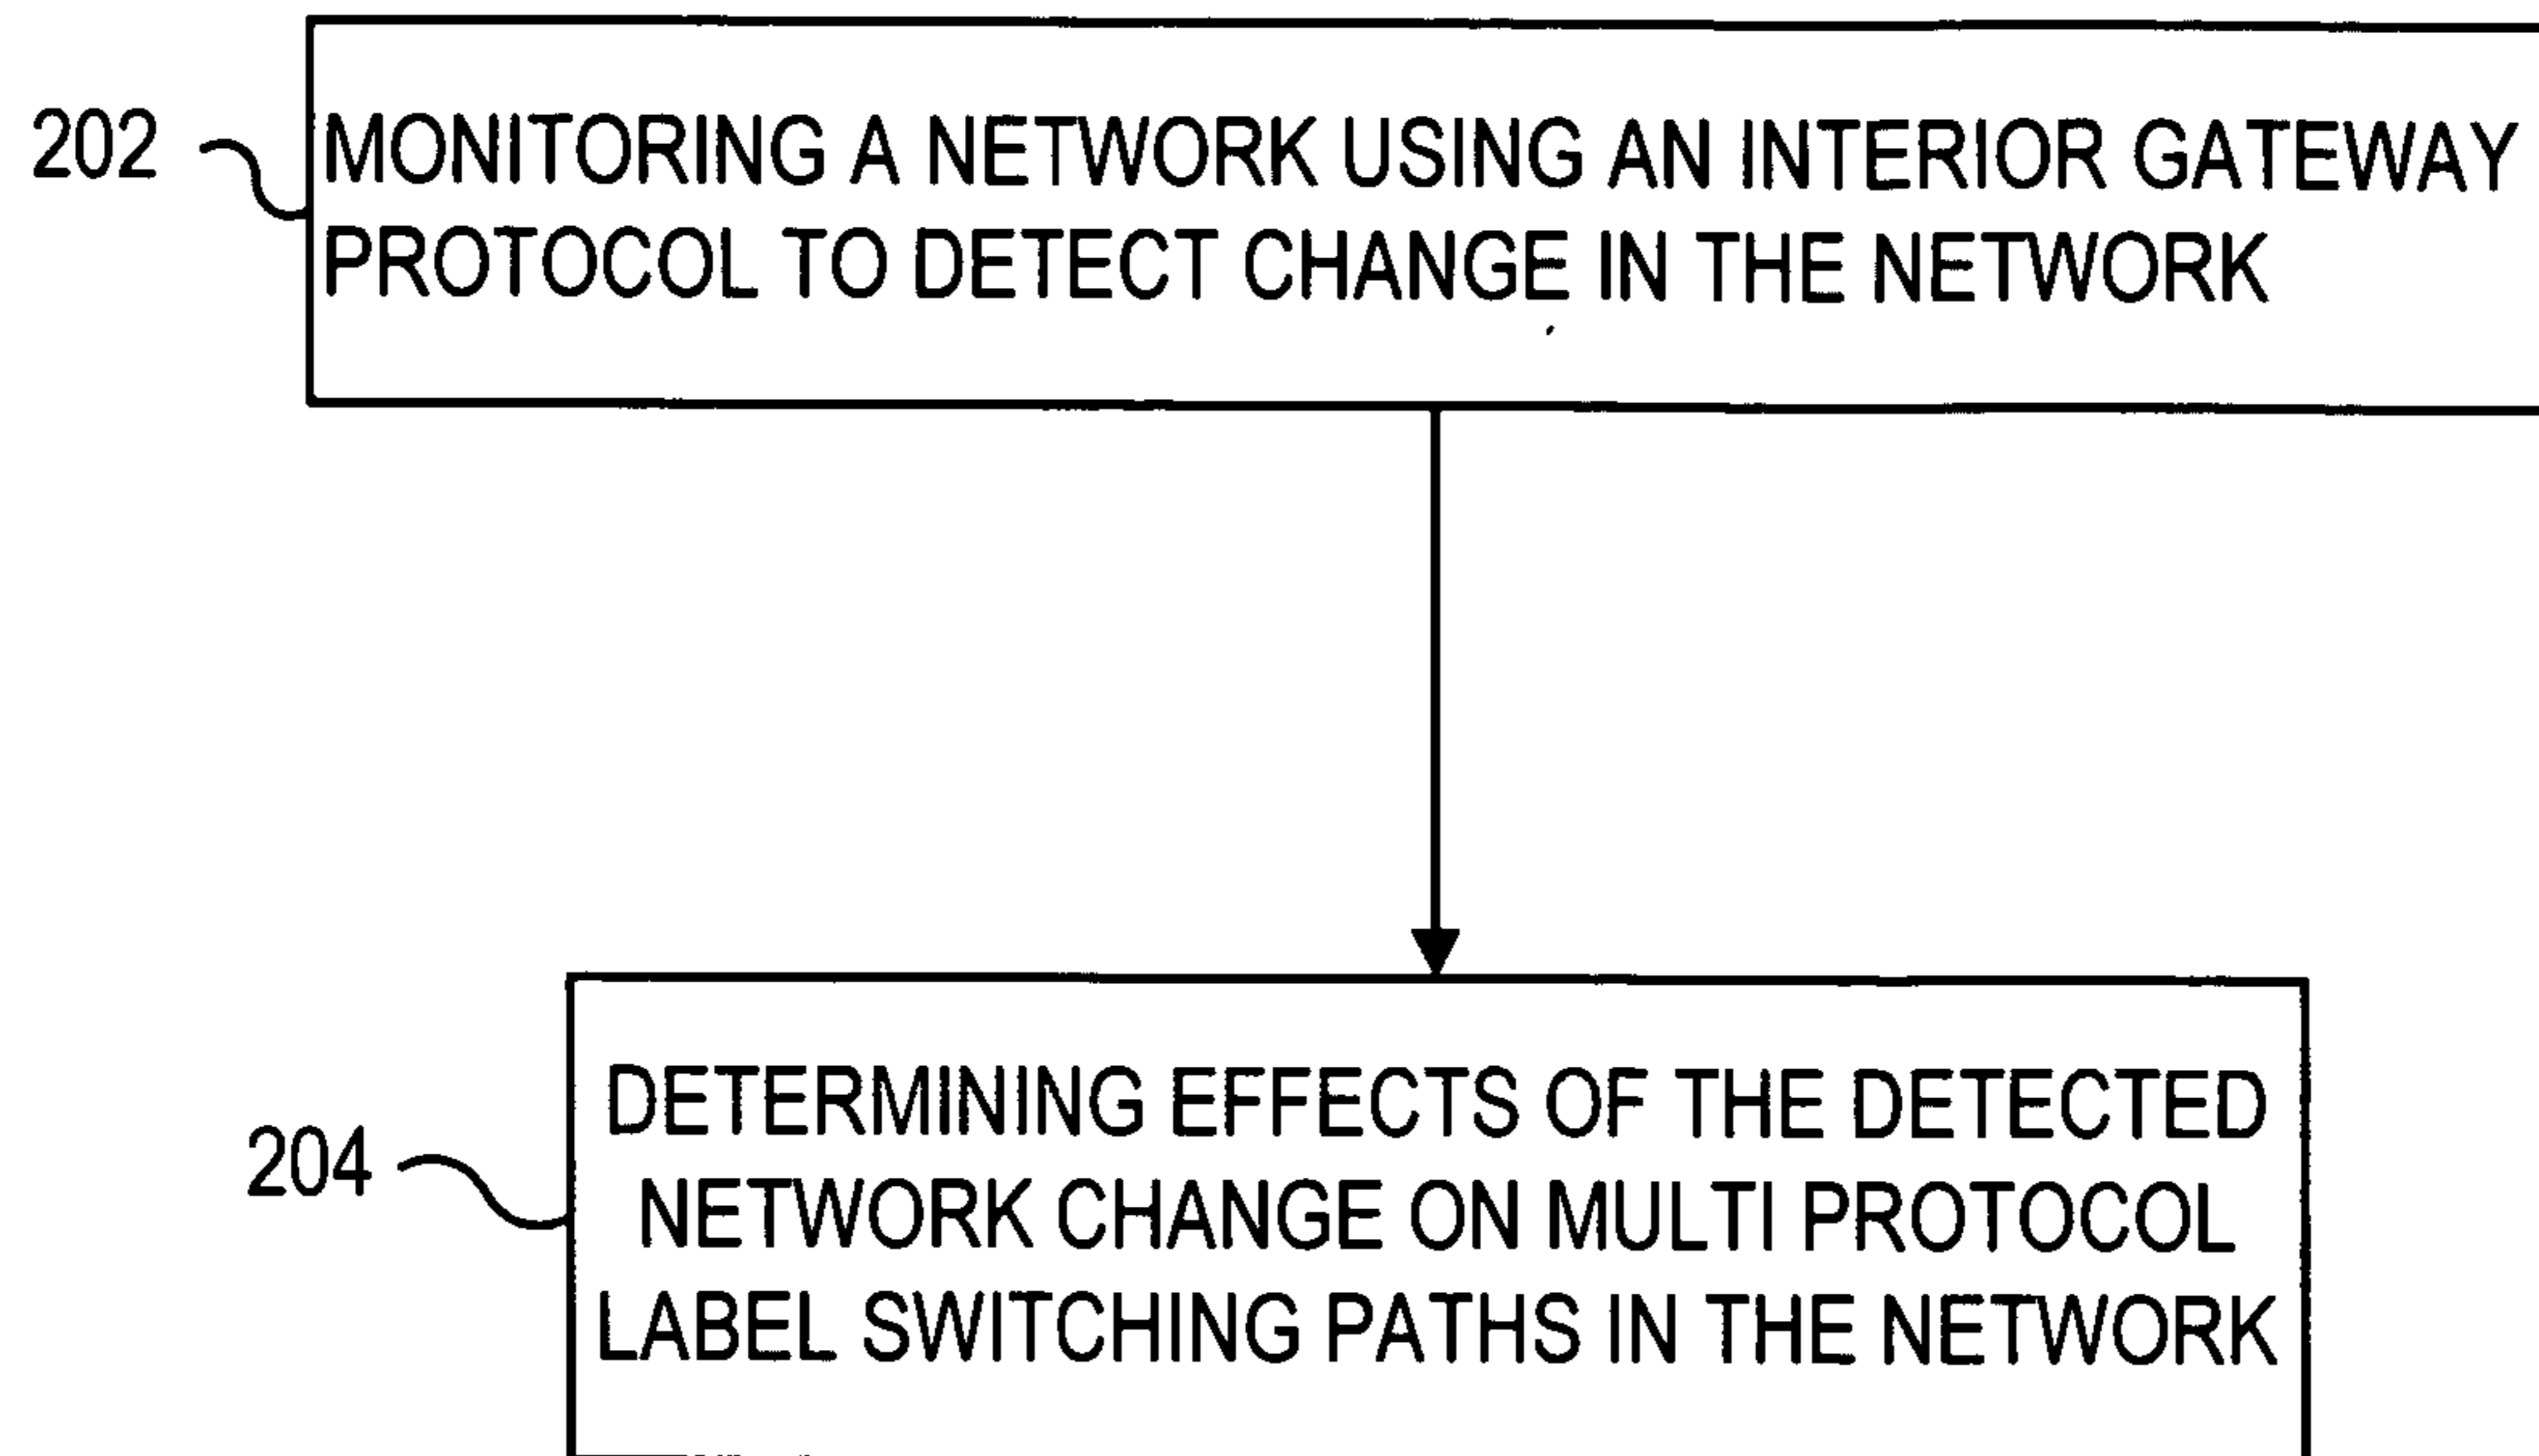 202
MONITORING A NETWORK USING AN INTERIOR GATEWAY
PROTOCOL TO DETECT CHANGE IN THE NETWORK
204
DETERMINING EFFECTS OF THE DETECTED
NETWORK CHANGE ON MULTI PROTOCOL
LABEL SWITCHING PATHS IN THE NETWORK